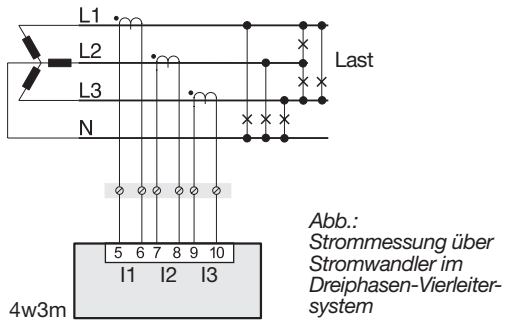 L1
L2
Last
L3
N
5 6 7 8 9 10
I1 I2 I3
4w3m
Abb.:
Strommessung über
Stromwandler im
Dreiphasen-Vierleiter-
system